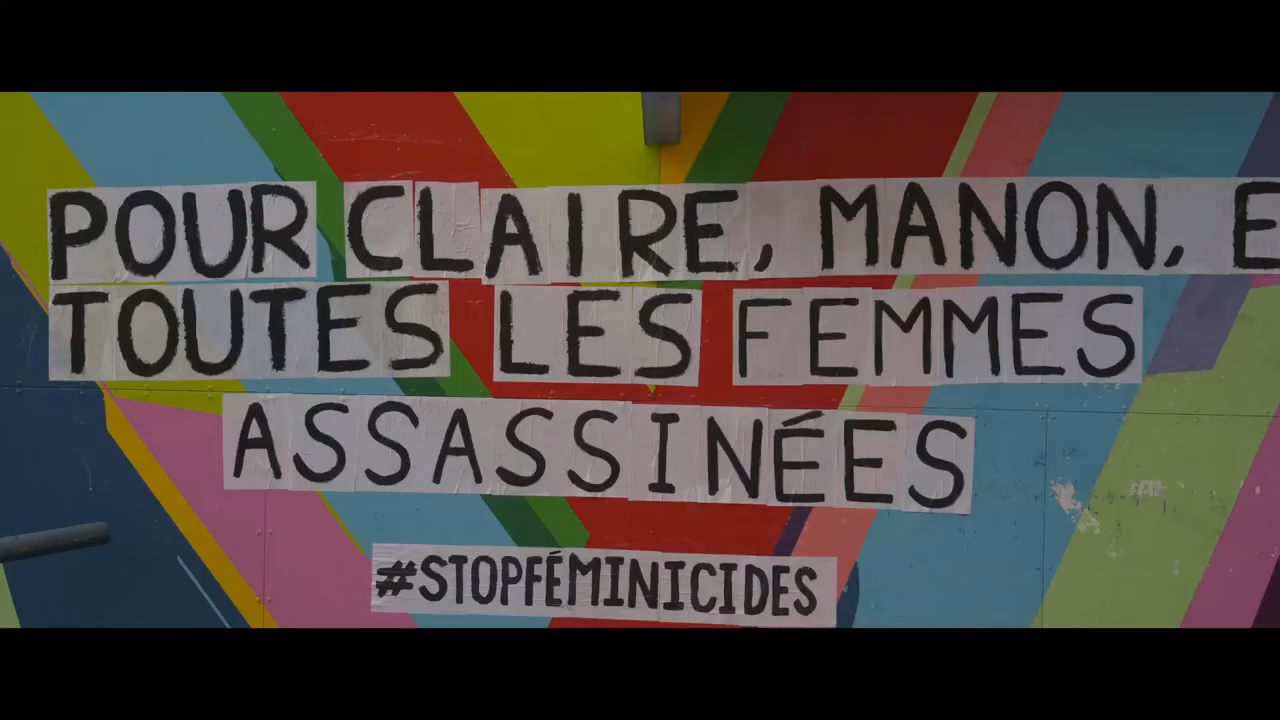 POUR CLAIRE, MANON, E
TOUTES LES FEMMES
ASSASSINÉES
#STOPFÉMINICIDES